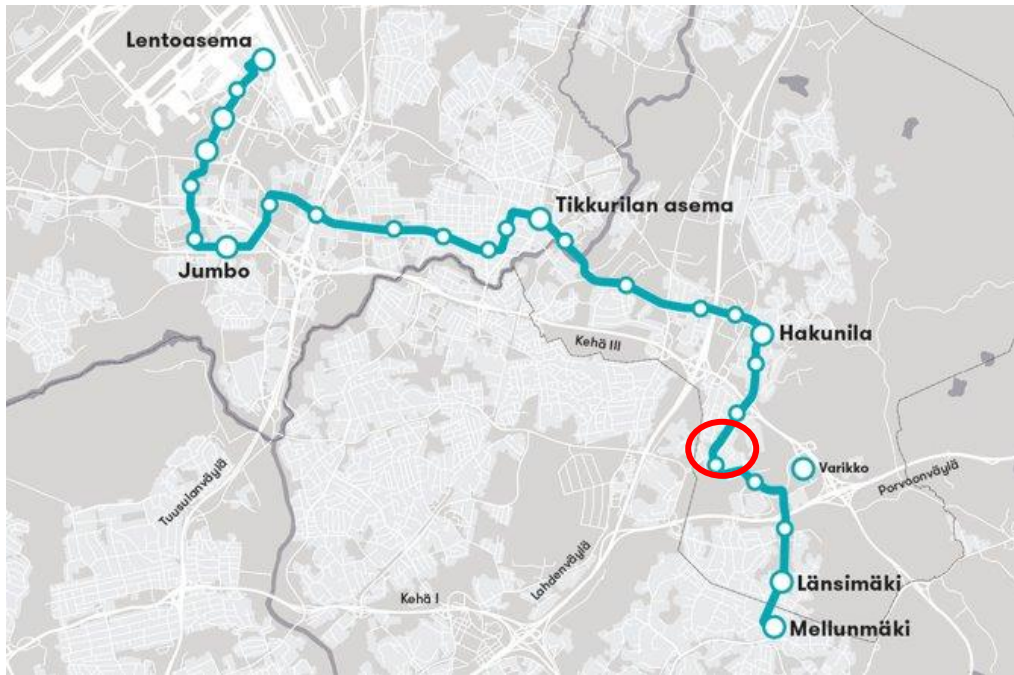 Lentoasema
Tikkurilan asema
Jumbo
Hakunila
Kehä III
Varikko
Porvoonväylä
Tuusulanväylä
Lahdenväylä
Länsimäki
Kehä I
Mellunmäki